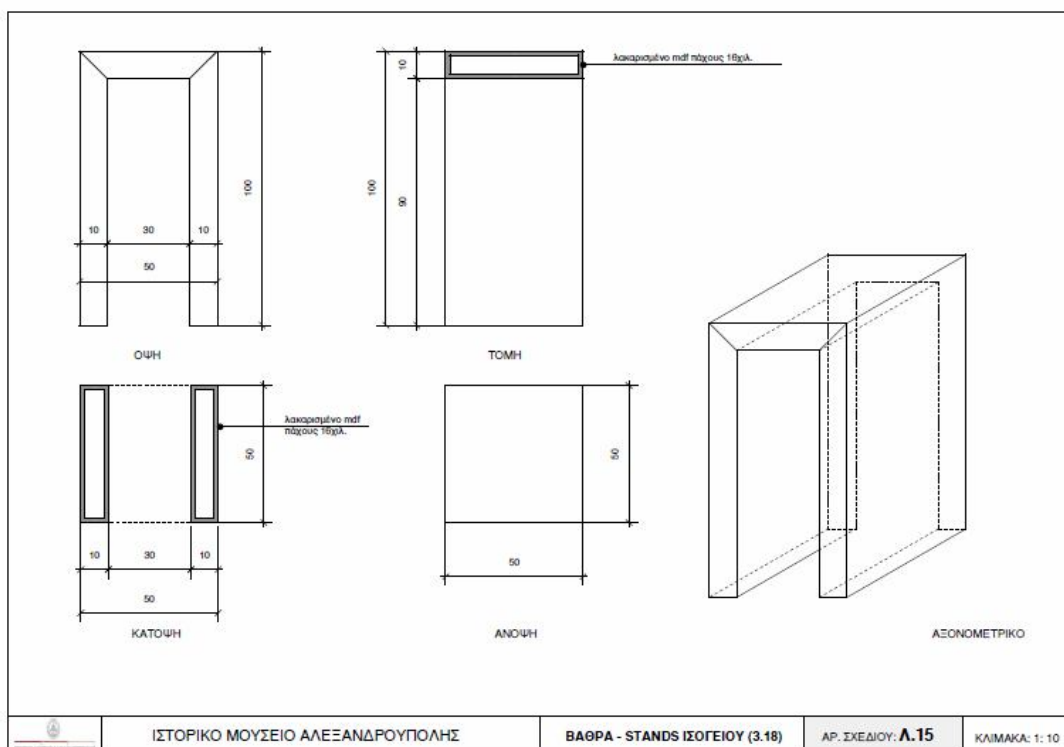 10
30
10
50
100
ΟΨΗ
10
90
100
λακαρισμένο mdf πάχους 16χιλ.
ΤΟΜΗ
λακαρισμένο mdf
πάχους 16χιλ.
50
10
30
10
50
ΚΑΤΟΨΗ
50
50
ΑΝΟΨΗ
ΑΞΟΝΟΜΕΤΡΙΚΟ
ΙΣΤΟΡΙΚΟ ΜΟΥΣΕΙΟ ΑΛΕΞΑΝΔΡΟΥΠΟΛΗΣ
ΒΑΘΡΑ - STANDS ΙΣΟΓΕΙΟΥ (3.18)
ΑΡ. ΣΧΕΔΙΟΥ: Λ.15
ΚΛΙΜΑΚΑ: 1: 10